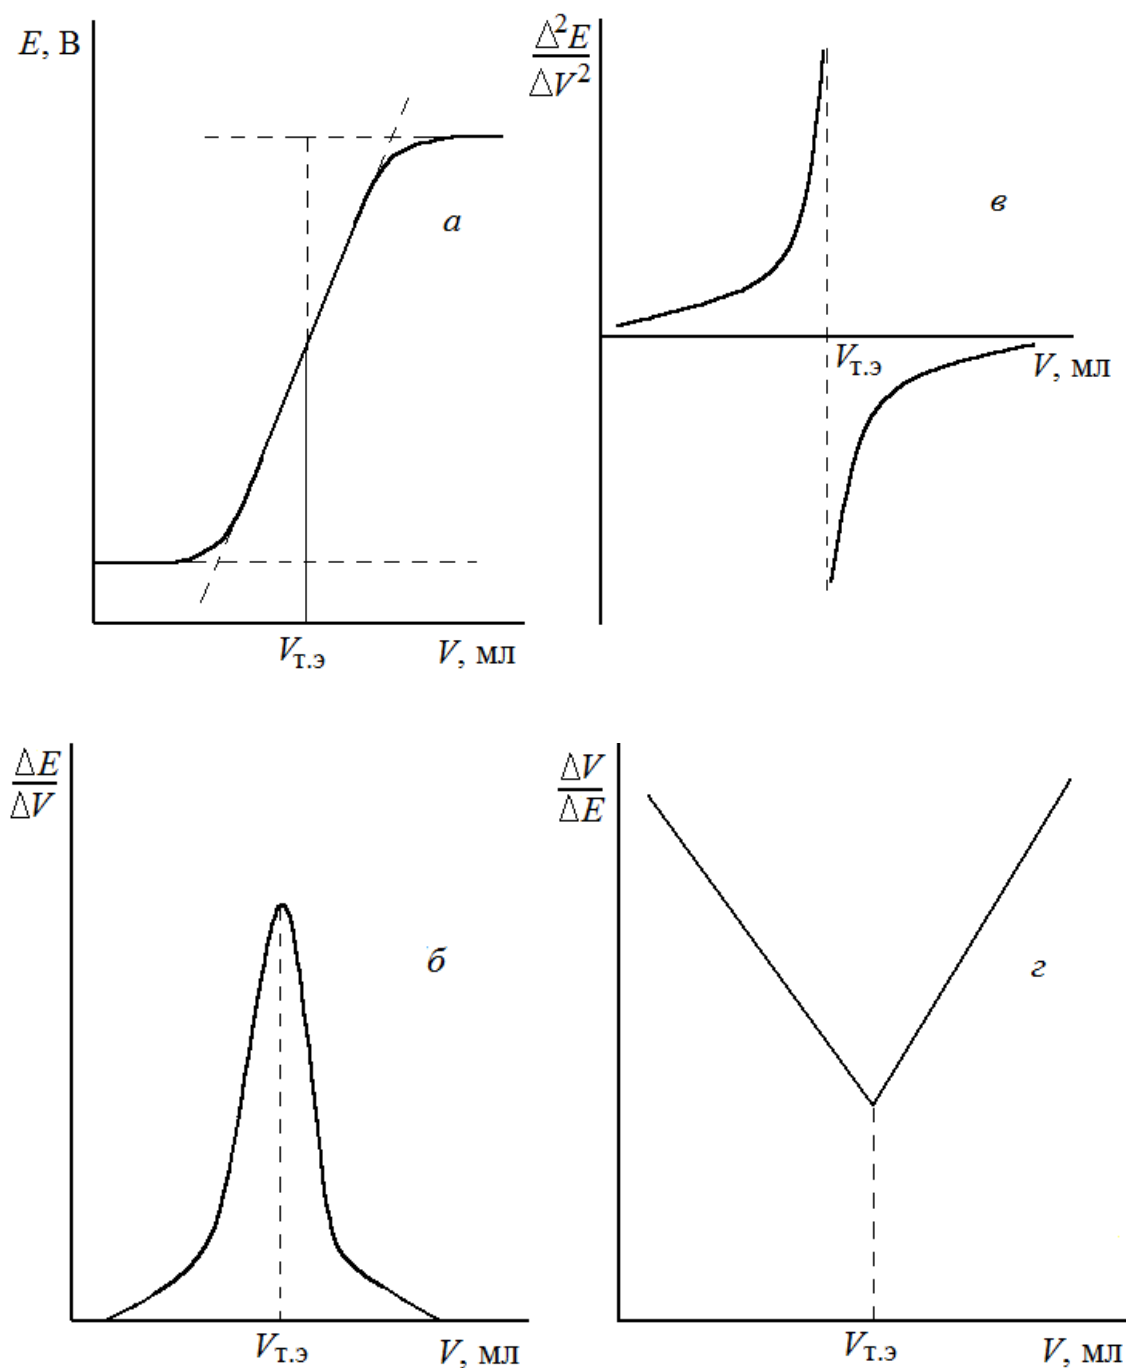 E, В
а
Vт.э
V, мл
Δ²E
ΔV²
в
Vт.э
V, мл
ΔE
ΔV
б
Vт.э
V, мл
ΔV
ΔE
г
Vт.э
V, мл